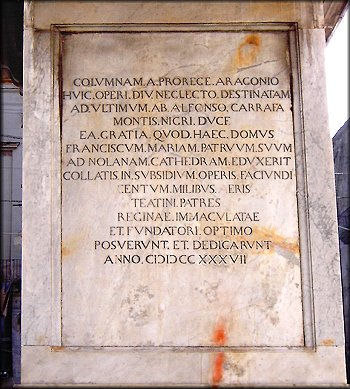 COLVMNAM. A. PROREGE. ARAGONIO
HVIC. OPERI. DIV. NEGLECTO. DESTINATAM
AD. VLTIMVM. AB. ALFONSO. CARRAFA
MONTIS. NIGRI. DVCE
EA. GRATIA. QVOD. HAEC. DOMVS
FRANCISCVM. MARIAM. PATRVVM. SVVM
AD NOLANAM. CATHEDRAM. EDVXERIT
COLLATIS. IN. SVBSIDIVM. OPERIS. FACIVNDI
CENTVM. MILIBVS. ERIS
TEATINI. PATRES
REGINAE. IMMACVLATAE
ET. FVNDATORI. OPTIMO
POSVERVNT. ET. DEDICARVNT
ANNO. CIƆIƆCC XXXVII